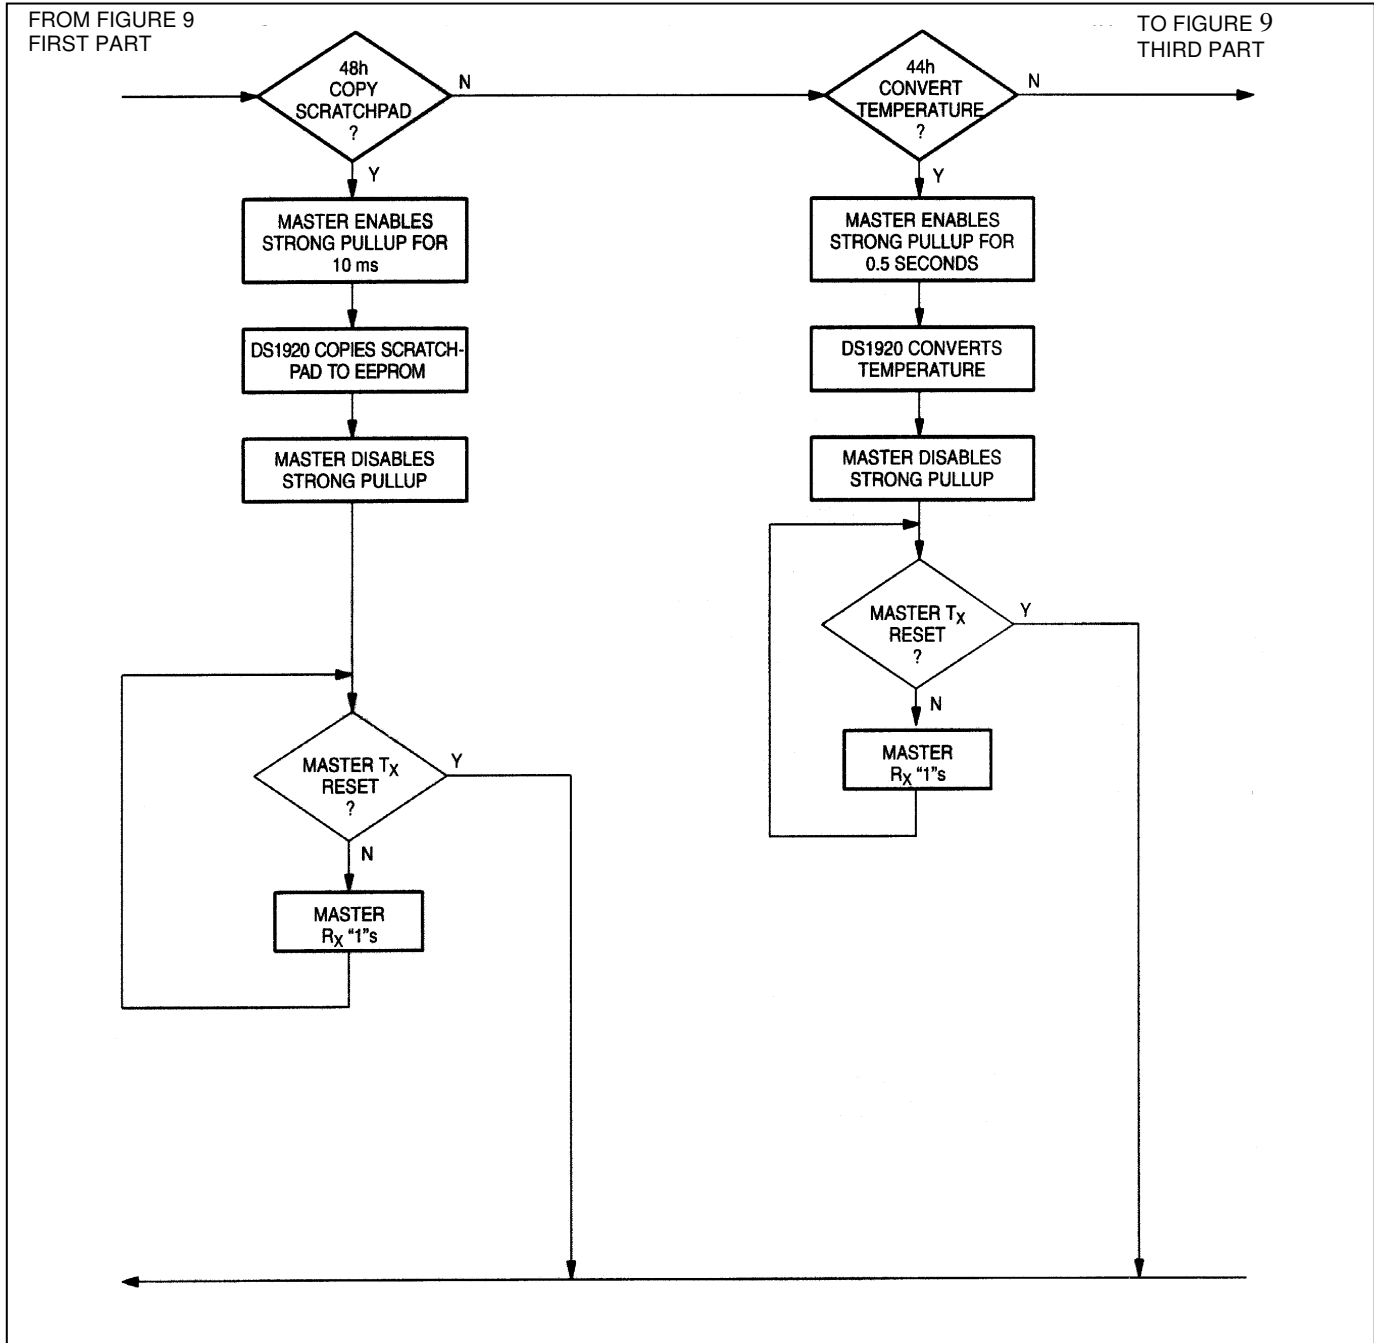 FROM FIGURE 9
FIRST PART
TO FIGURE 9
THIRD PART
48h
COPY
SCRATCHPAD
?
N
Y
MASTER ENABLES
STRONG PULLUP FOR
10 ms
DS1920 COPIES SCRATCH-
PAD TO EEPROM
MASTER DISABLES
STRONG PULLUP
MASTER TX
RESET
?
Y
N
MASTER
RX “1”s
44h
CONVERT
TEMPERATURE
?
N
Y
MASTER ENABLES
STRONG PULLUP FOR
0.5 SECONDS
DS1920 CONVERTS
TEMPERATURE
MASTER DISABLES
STRONG PULLUP
MASTER TX
RESET
?
Y
N
MASTER
RX “1”s